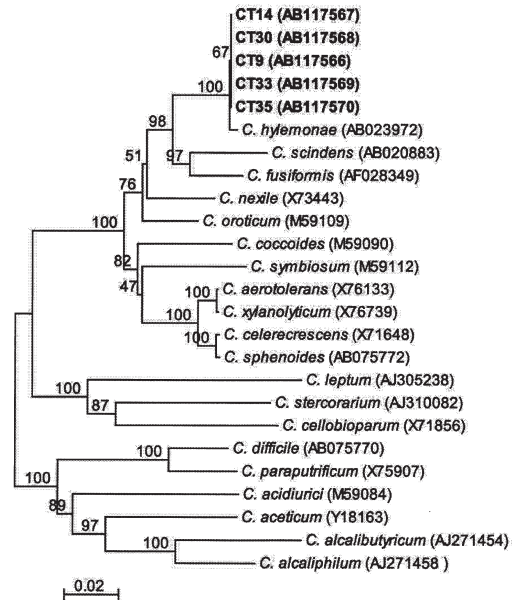 CT14 (AB117567)
CT30 (AB117568)
67
CT9 (AB117566)
CT33 (AB117569)
100
CT35 (AB117570)
98
C. hylemonae (AB023972)
51
97
C. scindens (AB020883)
C. fusiformis (AF028349)
76
C. nexile (X73443)
100
C. oroticum (M59109)
C. coccoides (M59090)
82
C. symbiosum (M59112)
47
100
C. aerotolerans (X76133)
100
C. xylanolyticum (X76739)
100
C. celerecrescens (X71648)
C. sphenoides (AB075772)
100
C. leptum (AJ305238)
87
C. stercorarium (AJ310082)
C. cellobioparum (X71856)
100
C. difficile (AB075770)
100
C. paraputrificum (X75907)
89
C. acidiurici (M59084)
97
C. aceticum (Y18163)
100
C. alcalibutyricum (AJ271454)
C. alcaliphilum (AJ271458 )
0.02